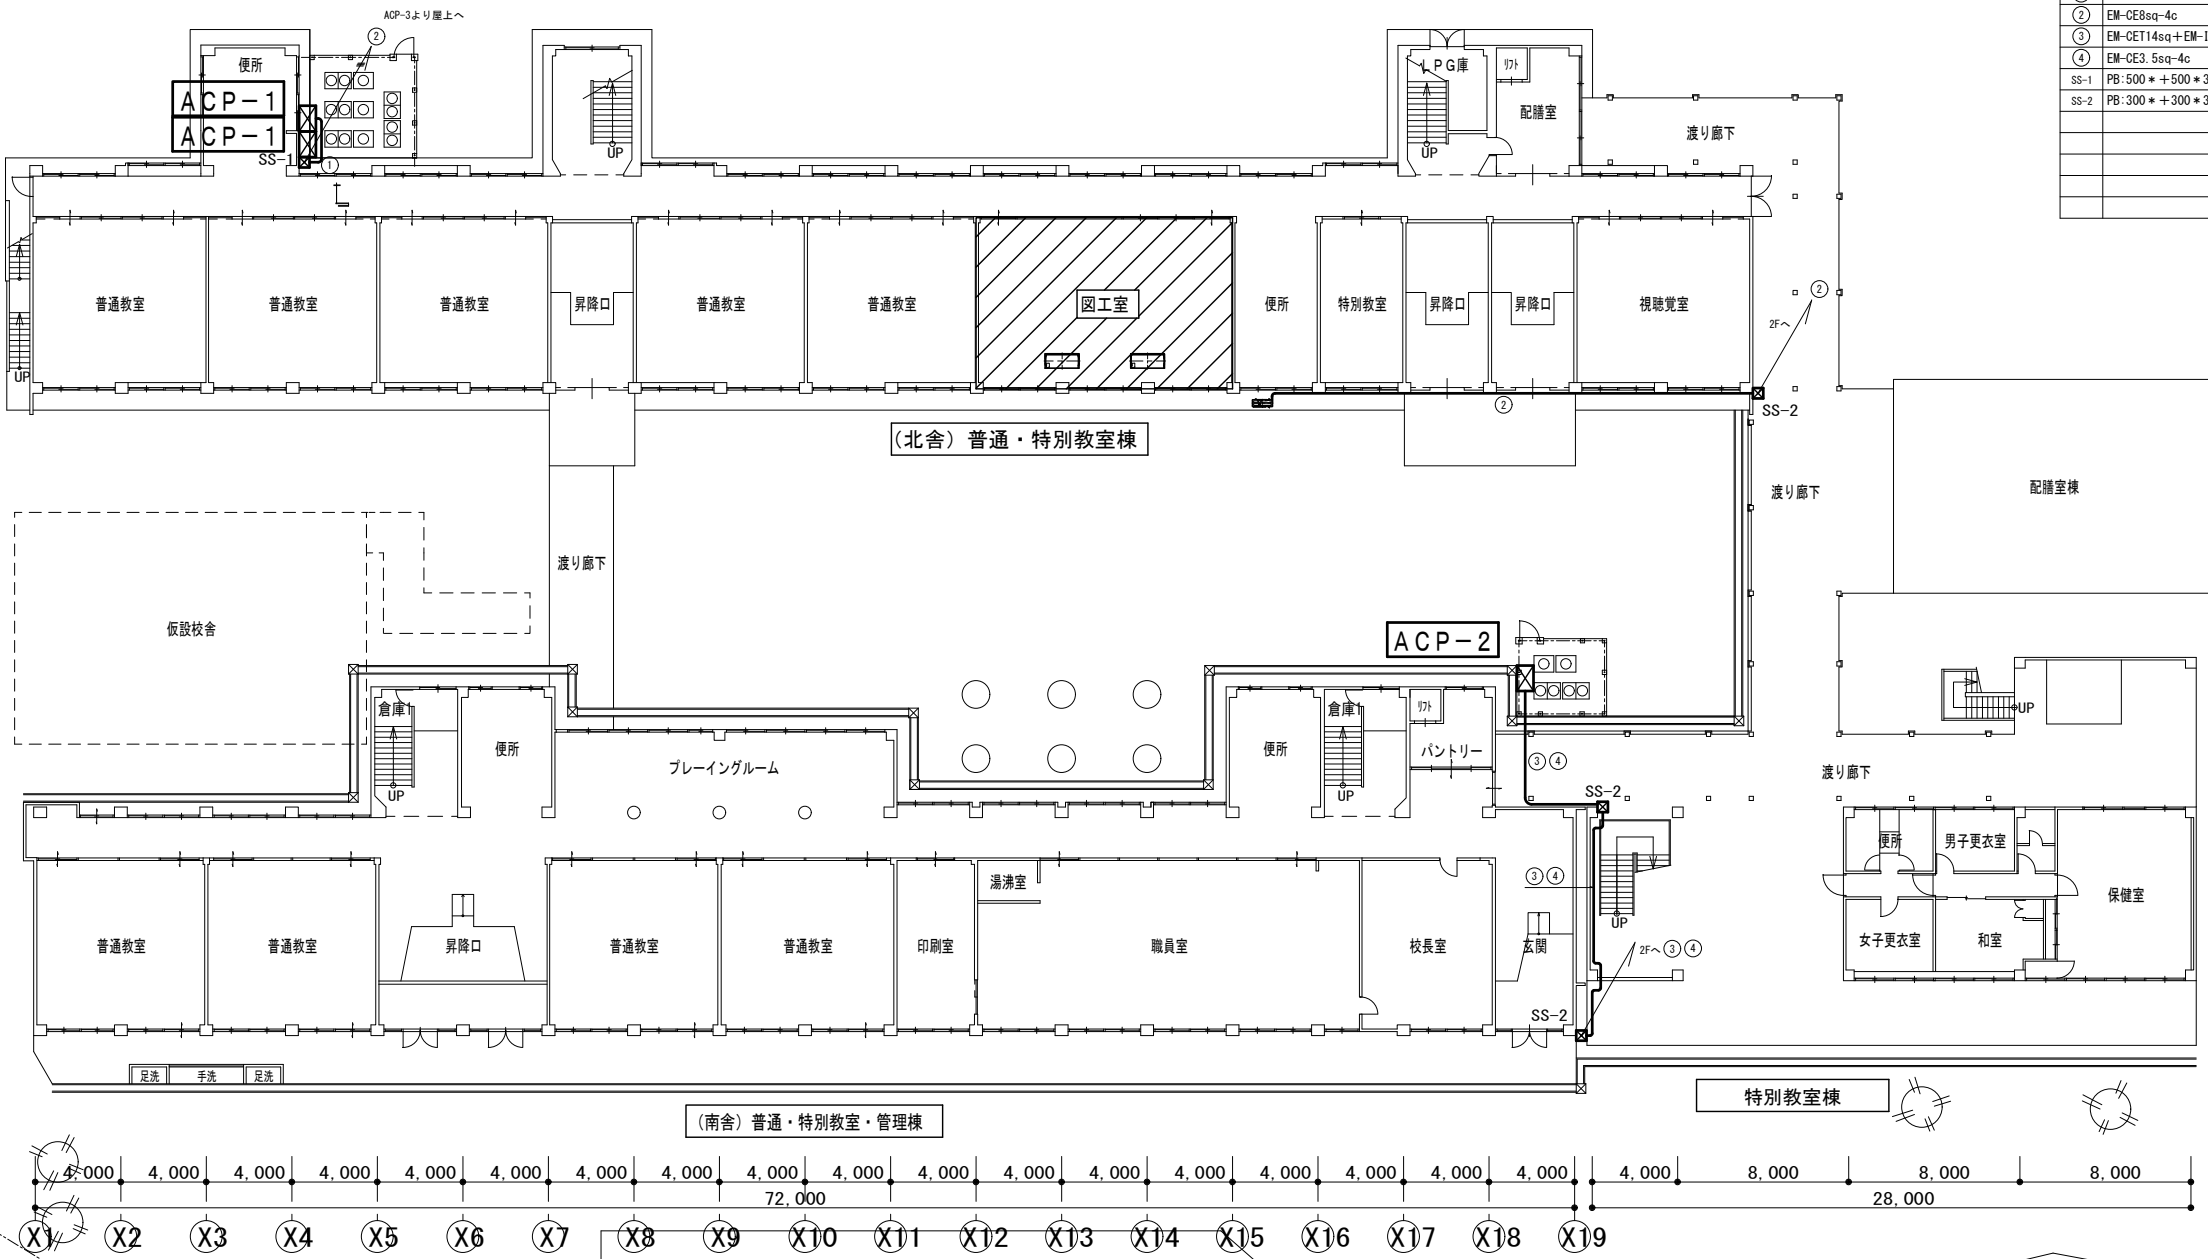 ACP-3より屋上へ
②
② EM-CE8sq-4c
③ EM-CET14sq+EM-I
④ EM-CE3.5sq-4c
SS-1 PB:500*+500*3
SS-2 PB:300*+300*3
便所
ACP-1
ACP-1
SS-1
①
UP
LPG庫
リフト
配膳室
UP
渡り廊下
普通教室
普通教室
普通教室
昇降口
普通教室
普通教室
図工室
便所
特別教室
昇降口
昇降口
視聴覚室
②
2Fへ
UP
②
SS-2
(北舎)普通・特別教室棟
渡り廊下
配膳室棟
渡り廊下
仮設校舎
ACP-2
倉庫1
便所
UP
プレーイングルーム
便所
倉庫1
UP
リフト
パントリー
③④
UP
渡り廊下
SS-2
便所
男子更衣室
湯沸室
③④
保健室
UP
普通教室
普通教室
昇降口
普通教室
普通教室
印刷室
職員室
校長室
玄関
2Fへ③④
女子更衣室
和室
SS-2
足洗
手洗
足洗
(南舎)普通・特別教室・管理棟
特別教室棟
4,000 4,000 4,000 4,000 4,000 4,000 4,000 4,000 4,000 4,000 4,000 4,000 4,000 4,000 4,000 4,000 4,000 4,000 4,000 8,000 8,000 8,000
72,000 28,000
X1 X2 X3 X4 X5 X6 X7 X8 X9 X10 X11 X12 X13 X14 X15 X16 X17 X18 X19